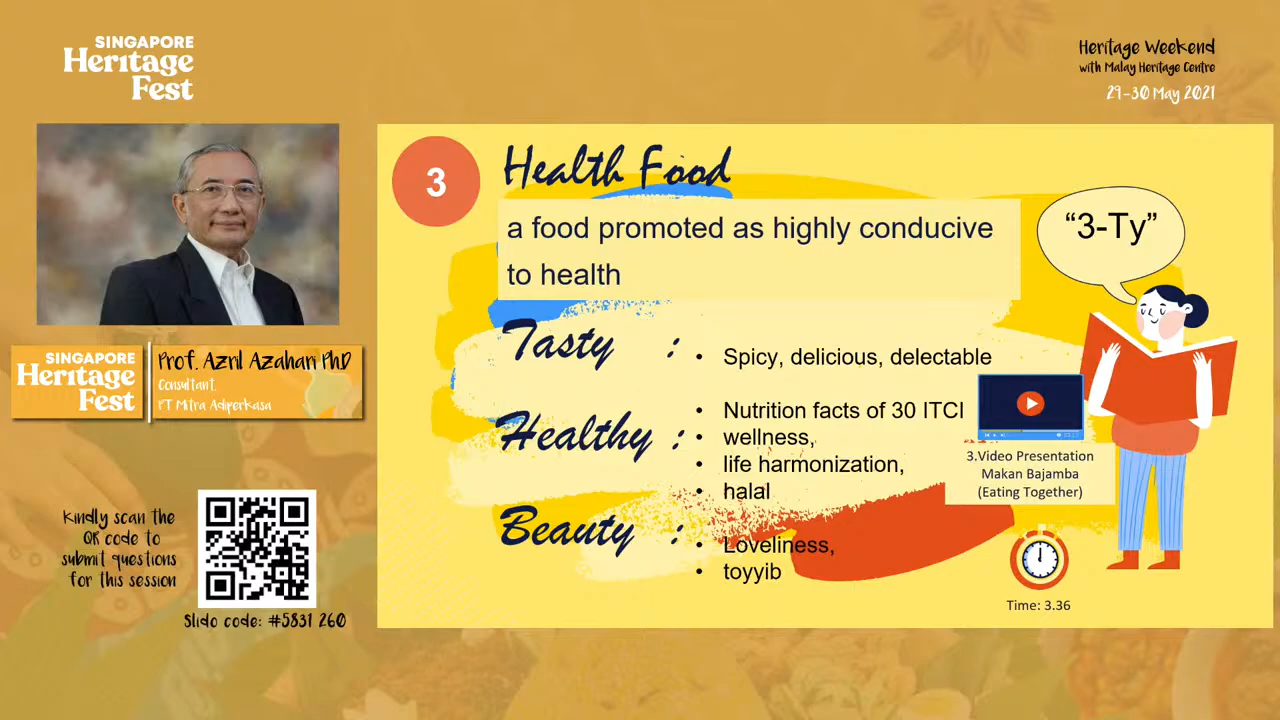 SINGAPORE
Heritage
Fest
Heritage Weekend
with Malay Heritage Centre
29-30 May 2021
SINGAPORE
Heritage
Fest
Prof. Azril Azahari PhD
Consultant,
PT Mitra Adiperkasa
Kindly scan the
QR code to
submit questions
for this session
Slido code: #5831 260
3
Health Food
a food promoted as highly conducive
to health
“3-Ty”
Tasty :
• Spicy, delicious, delectable
Healthy :
• Nutrition facts of 30 ITCI
• wellness,
• life harmonization,
• halal
Beauty :
• Loveliness,
• toyyib
3.Video Presentation
Makan Bajamba
(Eating Together)
Time: 3.36